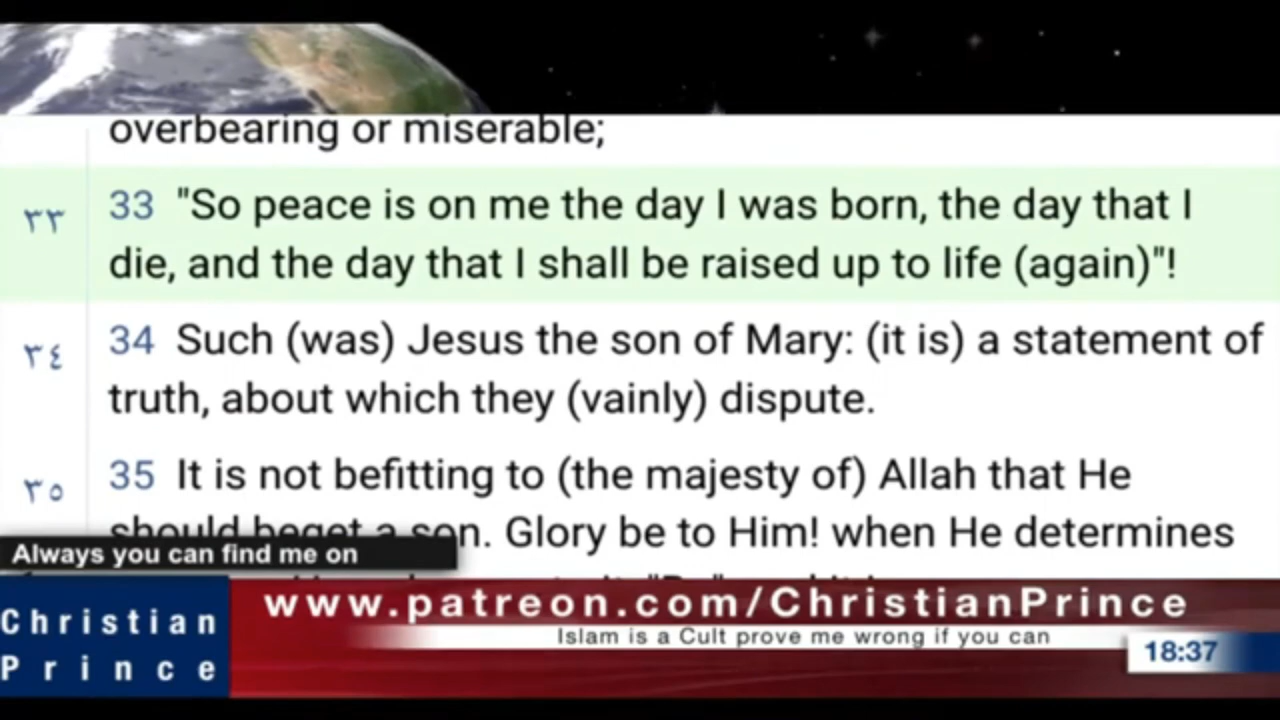 overbearing or miserable;
٣٣ 33 "So peace is on me the day I was born, the day that I
die, and the day that I shall be raised up to life (again)"!
٣٤ 34 Such (was) Jesus the son of Mary: (it is) a statement of
truth, about which they (vainly) dispute.
٣٥ 35 It is not befitting to (the majesty of) Allah that He
should beget a son. Glory be to Him! when He determines
Always you can find me on
www.patreon.com/ChristianPrince
Christian
Prince
Islam is a Cult prove me wrong if you can
18:37